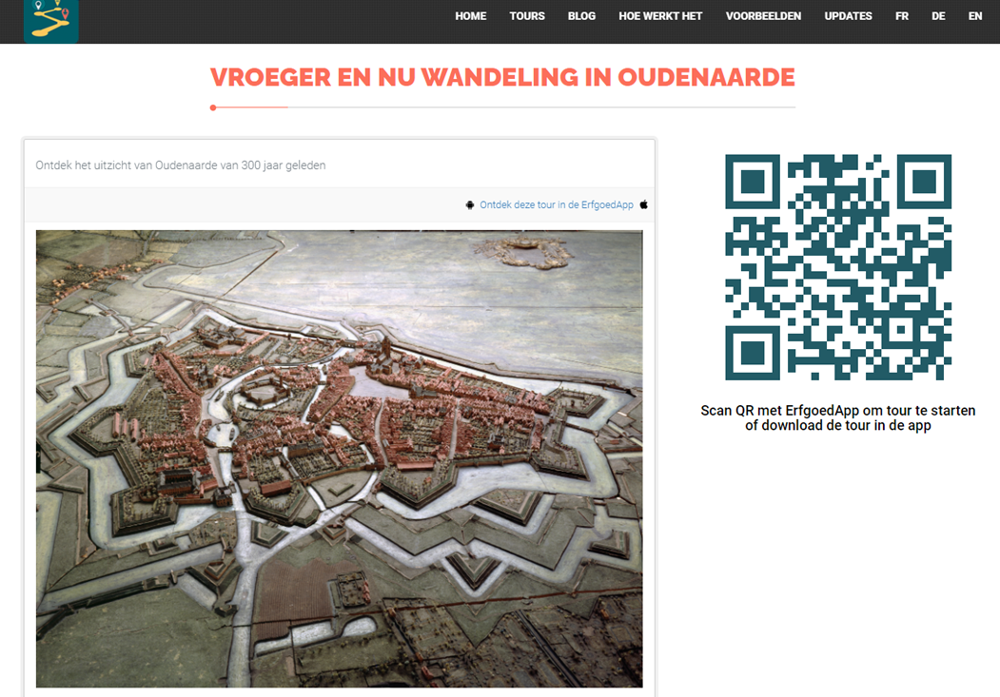 HOME TOURS BLOG HOE WERKT HET VOORBEELDEN UPDATES FR DE EN
VROEGER EN NU WANDELING IN OUDENAARDE
Ontdek het uitzicht van Oudenaarde van 300 jaar geleden
Ontdek deze tour in de ErfgoedApp
Scan QR met ErfgoedApp om tour te starten
of download de tour in de app